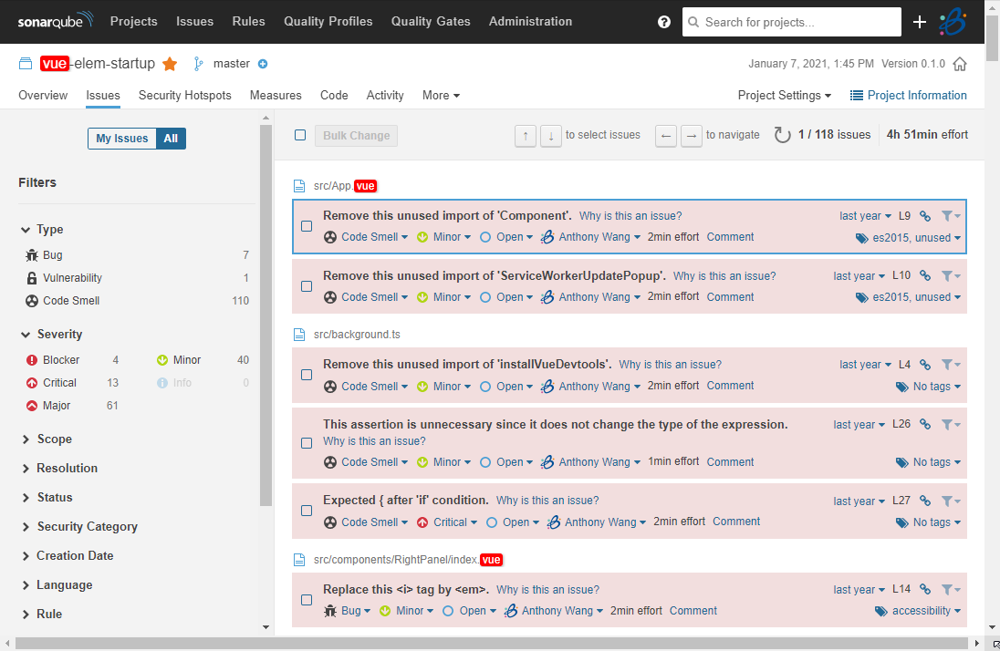 sonarqube Projects Issues Rules Quality Profiles Quality Gates Administration ? Search for projects...
vue-elem-startup master January 7, 2021, 1:45 PM Version 0.1.0
Overview Issues Security Hotspots Measures Code Activity More Project Settings Project Information
My Issues All
Filters
Type
Bug 7
Vulnerability 1
Code Smell 110
Severity
Blocker 4 Minor 40
Critical 13 Info 0
Major 61
Scope
Resolution
Status
Security Category
Creation Date
Language
Rule
Bulk Change ↑ ↓ to select issues ← → to navigate 1 / 118 issues 4h 51min effort
src/App.vue
Remove this unused import of 'Component'. Why is this an issue? last year L9
Code Smell Minor Open Anthony Wang 2min effort Comment es2015, unused
Remove this unused import of 'ServiceWorkerUpdatePopup'. Why is this an issue? last year L10
Code Smell Minor Open Anthony Wang 2min effort Comment es2015, unused
src/background.ts
Remove this unused import of 'installVueDevtools'. Why is this an issue? last year L4
Code Smell Minor Open Anthony Wang 2min effort Comment No tags
This assertion is unnecessary since it does not change the type of the expression. last year L26
Why is this an issue?
Code Smell Minor Open Anthony Wang 1min effort Comment No tags
Expected { after 'if' condition. Why is this an issue? last year L27
Code Smell Critical Open Anthony Wang 2min effort Comment No tags
src/components/RightPanel/index.vue
Replace this <i> tag by <em>. Why is this an issue? last year L14
Bug Minor Open Anthony Wang 2min effort Comment accessibility